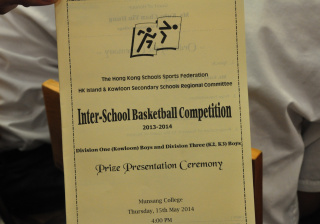 The Hong Kong Schools Sports Federation
HK Island & Kowloon Secondary Schools Regional Committee
Inter-School Basketball Competition
2013-2014
Division One (Kowloon) Boys and Division Three (K2, K3) Boys
Prize Presentation Ceremony
Munsang College
Thursday, 15th May 2014
4:00 PM